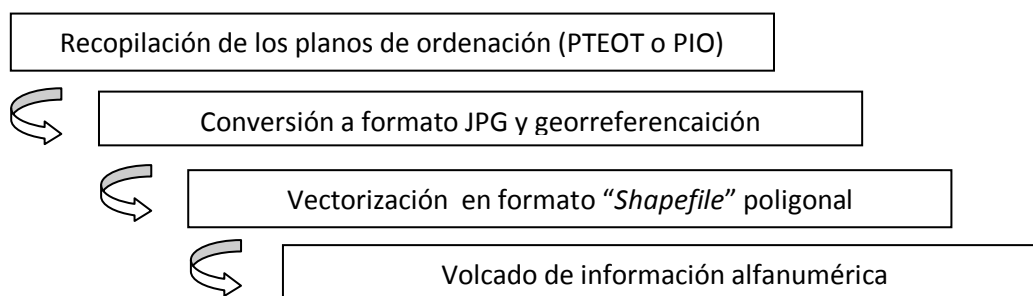 Recopilación de los planos de ordenación (PTEOT o PIO)
Conversión a formato JPG y georreferencaición
Vectorización en formato “Shapefile” poligonal
Volcado de información alfanumérica